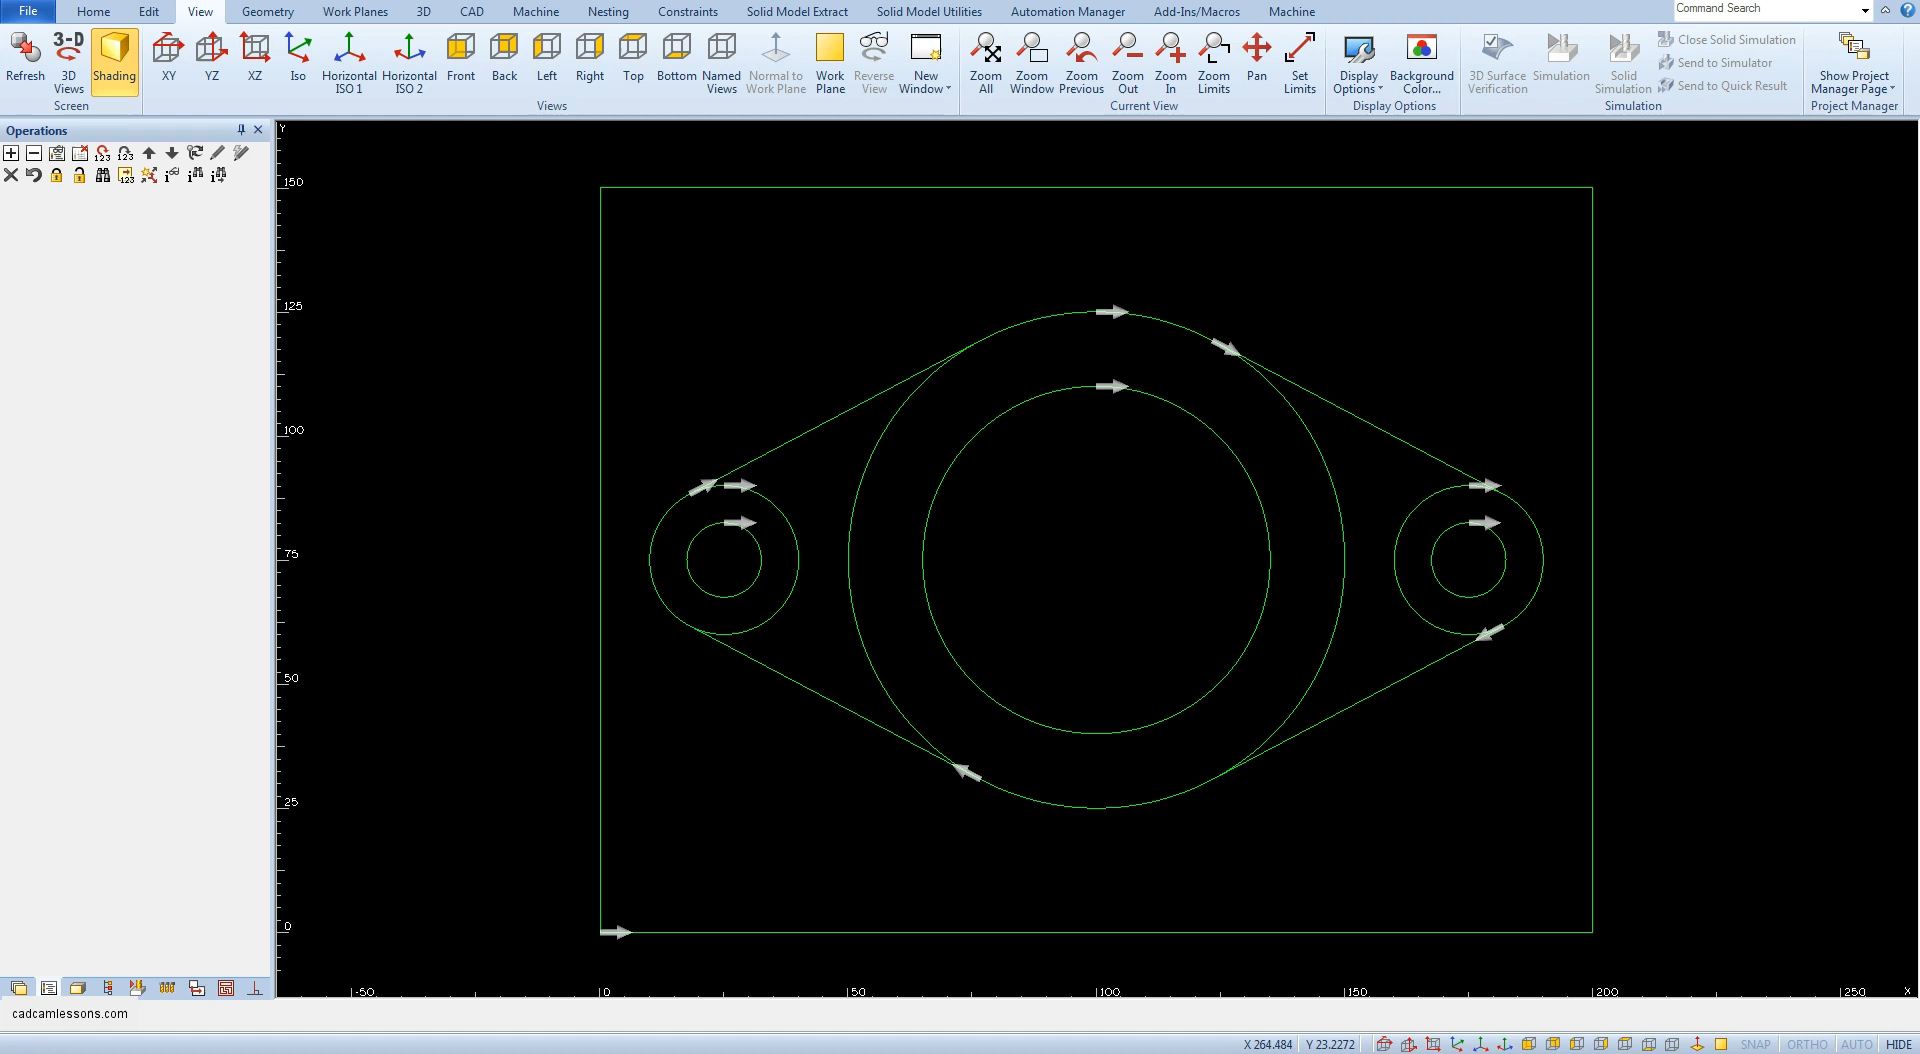 File Home Edit View Geometry Work Planes 3D CAD Machine Nesting Constraints Solid Model Extract Solid Model Utilities Automation Manager Add-Ins/Macros Machine Command Search
Refresh 3D Views Shading XY YZ XZ Iso Horizontal ISO 1 Horizontal ISO 2 Front Back Left Right Top Bottom Named Views Normal to Work Plane Work Plane Reverse View New Window Zoom All Zoom Window Zoom Previous Zoom Out Zoom In Zoom Limits Pan Set Limits Display Options Background Color... 3D Surface Verification Simulation Solid Simulation Close Solid Simulation Show Project Manager Page
3-D
Send to Simulator
Send to Quick Result
Screen Views Current View Display Options Simulation Project Manager
Operations
123 123
123
Y
150
125
100
75
50
25
0
-50 0 50 100 150 200 250 X
cadcamlessons.com
X 264.484 Y 23.2272 SNAP ORTHO AUTO HIDE